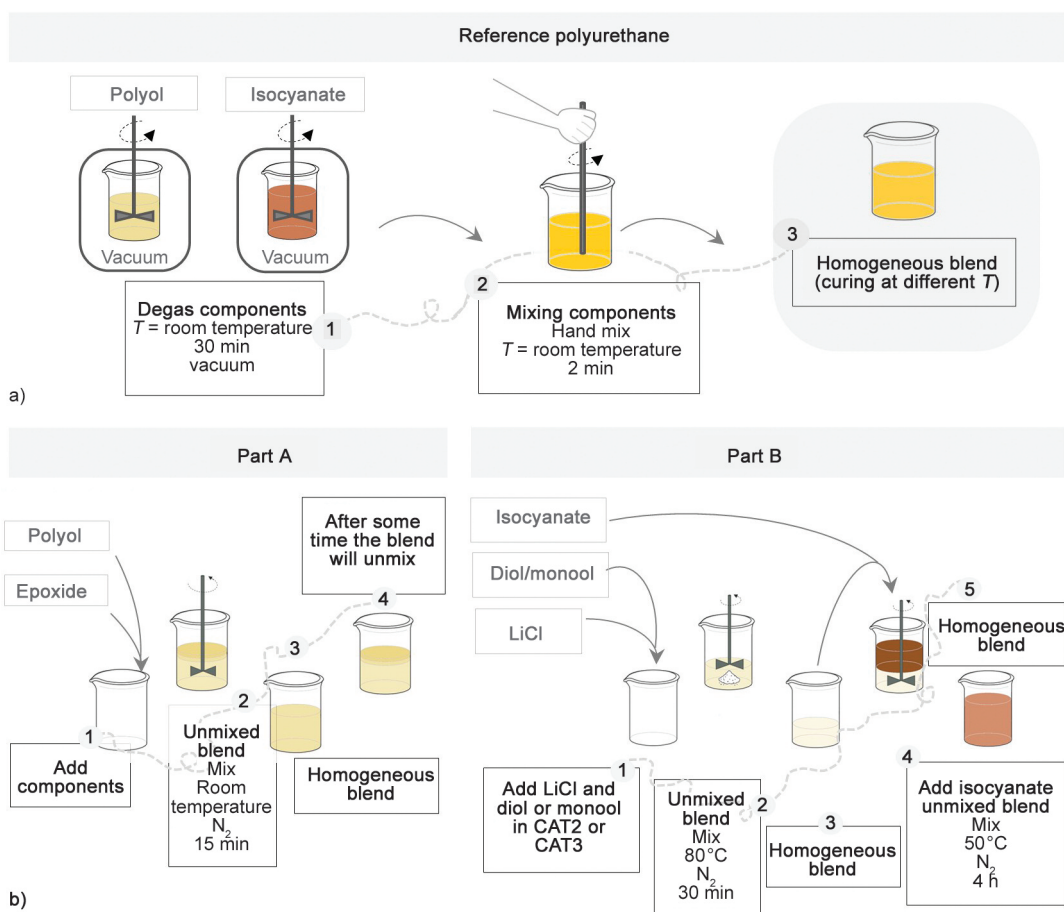 Reference polyurethane
Polyol
Isocyanate
Vacuum
Vacuum
1
Degas components
T = room temperature
30 min
vacuum
2
Mixing components
Hand mix
T = room temperature
2 min
3
Homogeneous blend
(curing at different T)
a)
Part A
Polyol
Epoxide
1
Add
components
2
Unmixed
blend
Mix
Room
temperature
N2
15 min
3
Homogeneous
blend
After some
time the blend
will unmix
4
Part B
Isocyanate
Diol/monool
LiCl
1
Add LiCl and
diol or monool
in CAT2 or
CAT3
2
Unmixed
blend
Mix
80°C
N2
30 min
3
Homogeneous
blend
4
Add isocyanate
unmixed blend
Mix
50°C
N2
4 h
5
Homogeneous
blend
b)